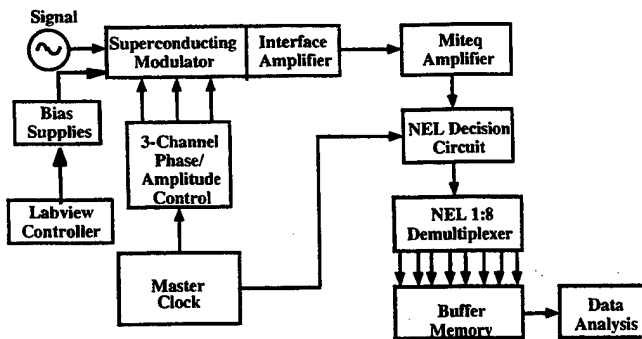 Signal
Superconducting
Modulator
Interface
Amplifier
Miteq
Amplifier
Bias
Supplies
3-Channel
Phase/
Amplitude
Control
NEL Decision
Circuit
Labview
Controller
NEL 1:8
Demultiplexer
Master
Clock
Buffer
Memory
Data
Analysis